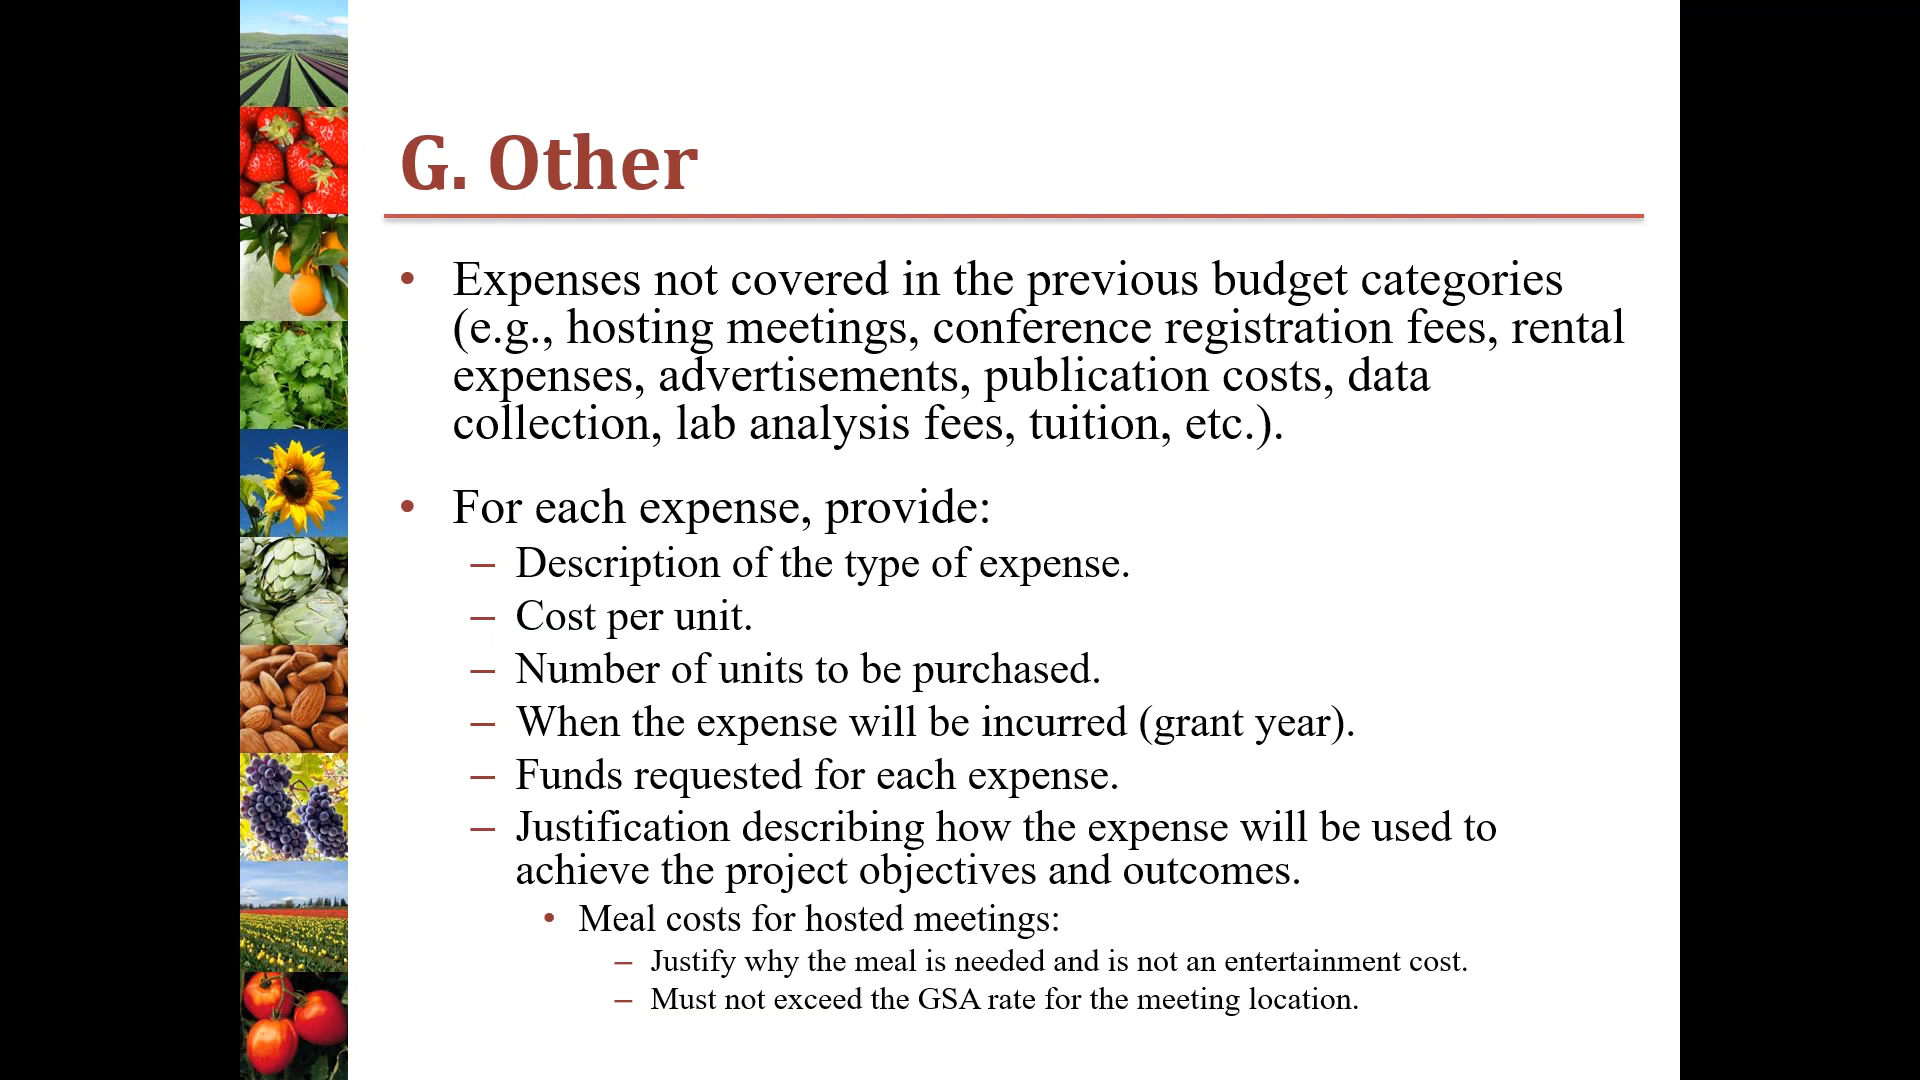 G. Other
• Expenses not covered in the previous budget categories
(e.g., hosting meetings, conference registration fees, rental
expenses, advertisements, publication costs, data
collection, lab analysis fees, tuition, etc.).
• For each expense, provide:
– Description of the type of expense.
– Cost per unit.
– Number of units to be purchased.
– When the expense will be incurred (grant year).
– Funds requested for each expense.
– Justification describing how the expense will be used to
achieve the project objectives and outcomes.
• Meal costs for hosted meetings:
– Justify why the meal is needed and is not an entertainment cost.
– Must not exceed the GSA rate for the meeting location.